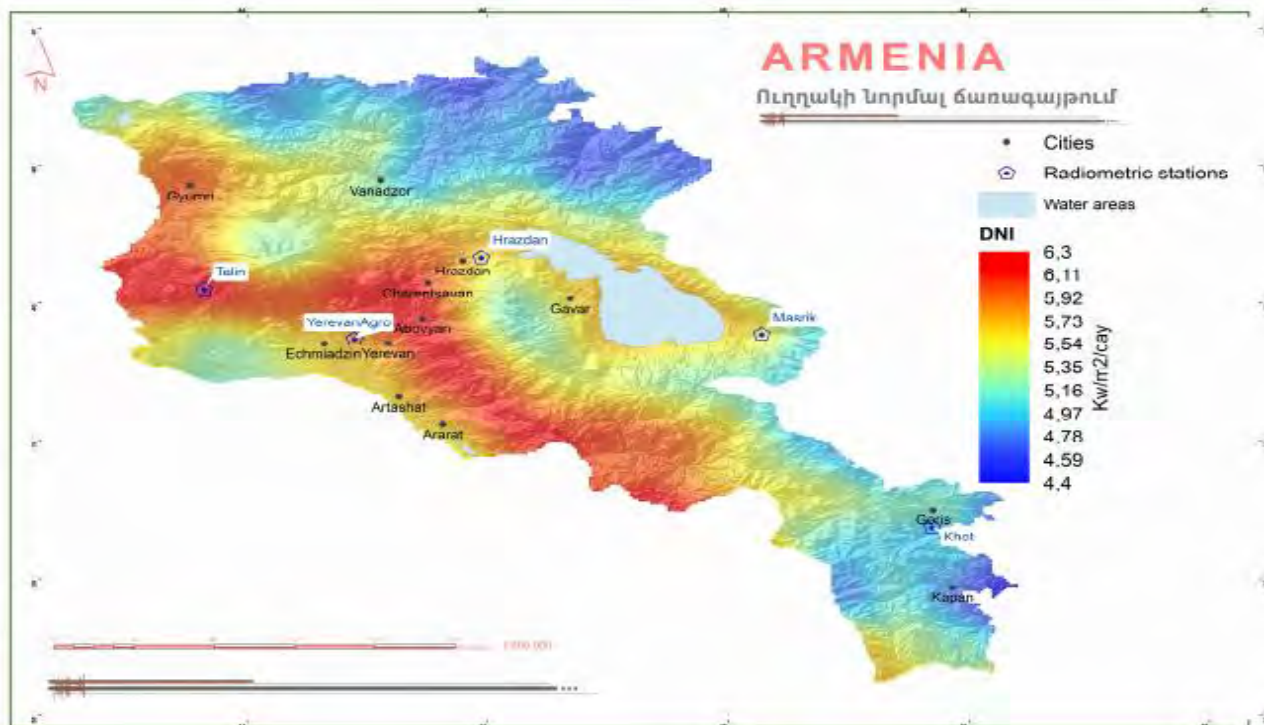 ARMENIA
Ուղղակի նորմալ ճառագայթում
Cities
Radiometric stations
Water areas
DNI
6,3
6,11
5,92
5,73
5,54
5,35
5,16
4,97
4,78
4.59
4,4
Kw/m2/cay
N
Gyumri
Vanadzor
Hrazdan
Hrazdan
Talin
Charentsavan
Gavar
Masrik
YerevanAgro
Abovyan
Echmiadzin
Yerevan
Artashat
Ararat
Goris
Khot
Kapan